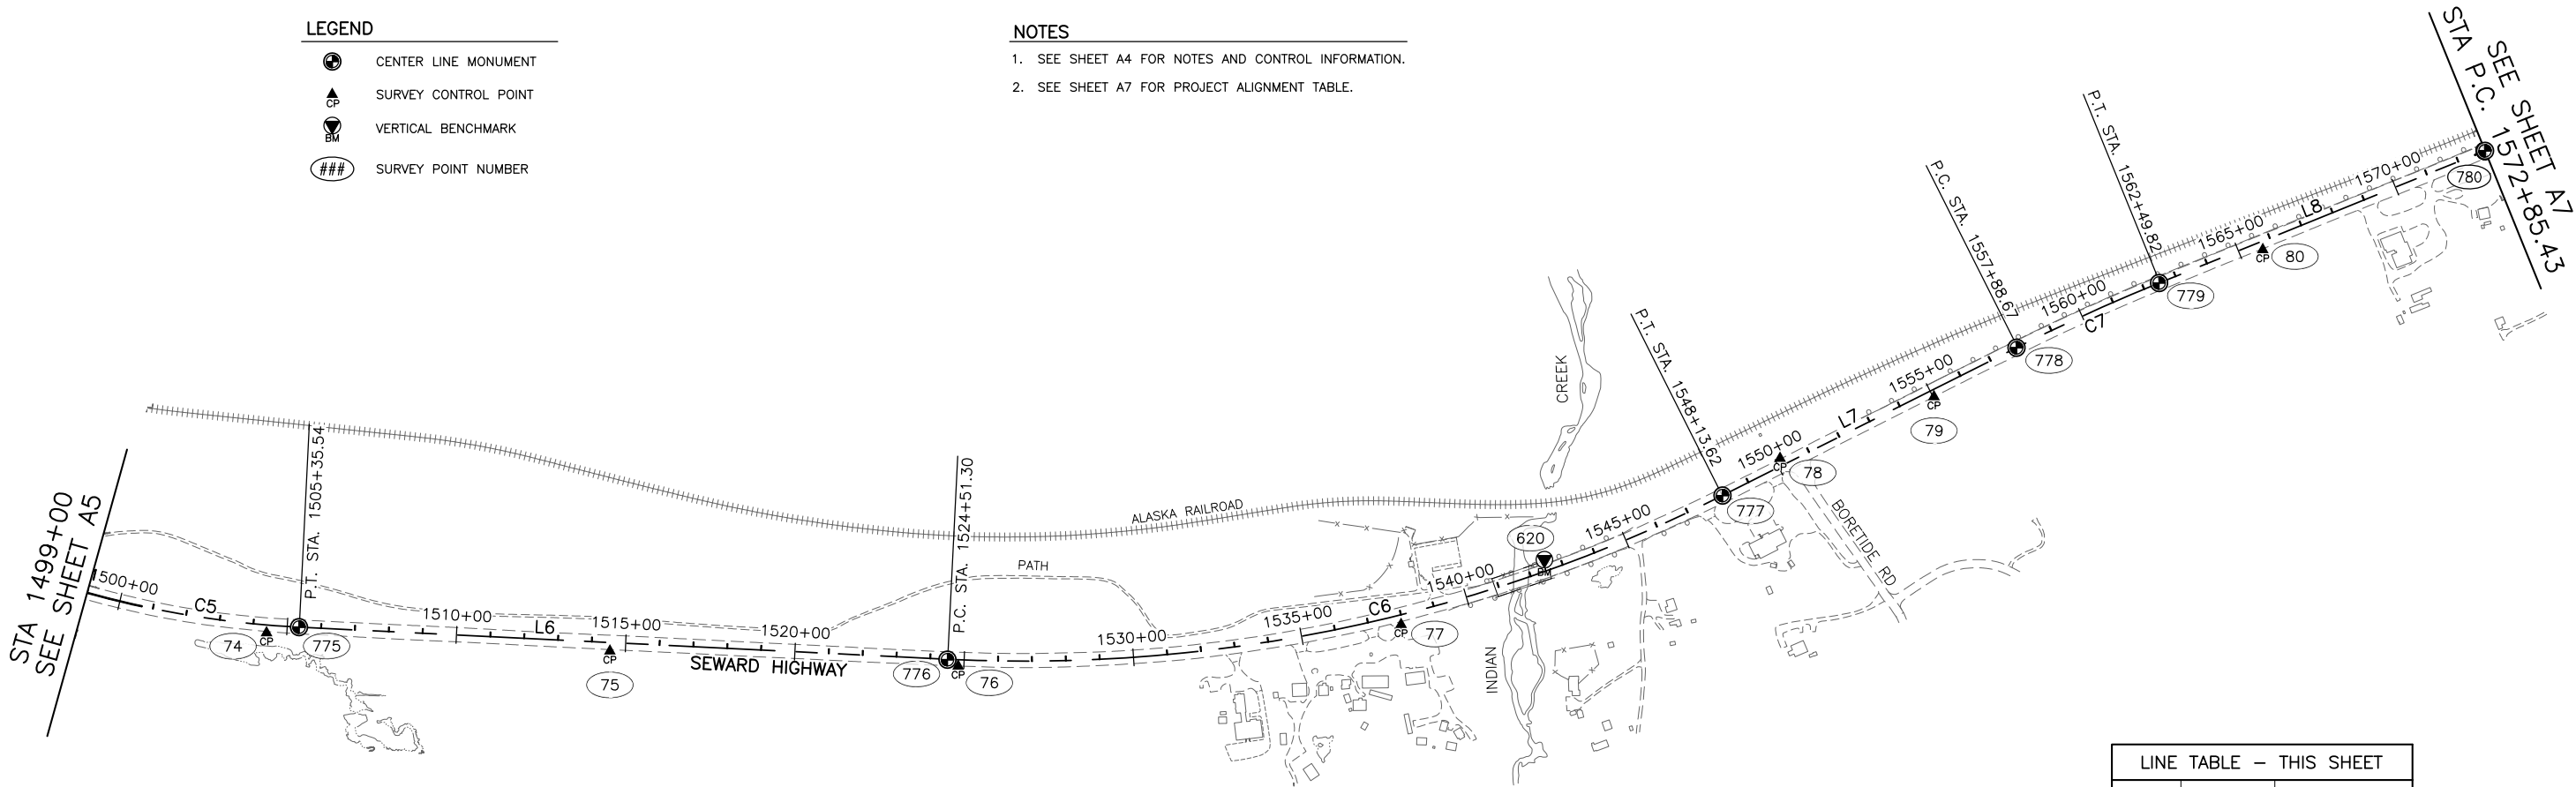 LEGEND
CENTER LINE MONUMENT
CP
SURVEY CONTROL POINT
BM
VERTICAL BENCHMARK
###
SURVEY POINT NUMBER
NOTES
1. SEE SHEET A4 FOR NOTES AND CONTROL INFORMATION.
2. SEE SHEET A7 FOR PROJECT ALIGNMENT TABLE.
STA 1499+00
SEE SHEET A5
1500+00
C5
CP
74
P.T. STA. 1505+35.54
775
1510+00
L6
1515+00
CP
75
1520+00
SEWARD HIGHWAY
P.C. STA. 1524+51.30
776
CP
76
PATH
ALASKA RAILROAD
1530+00
1535+00
C6
CP
77
1540+00
620
BM
INDIAN
CREEK
1545+00
P.T. STA. 1548+13.62
777
1550+00
CP
78
BORETIDE RD
L7
1555+00
CP
79
P.C. STA. 1557+88.67
778
1560+00
C7
P.T. STA. 1562+49.82
779
1565+00
CP
80
L8
1570+00
780
SEE SHEET A7
STA P.C. 1572+85.43
LINE TABLE – THIS SHEET